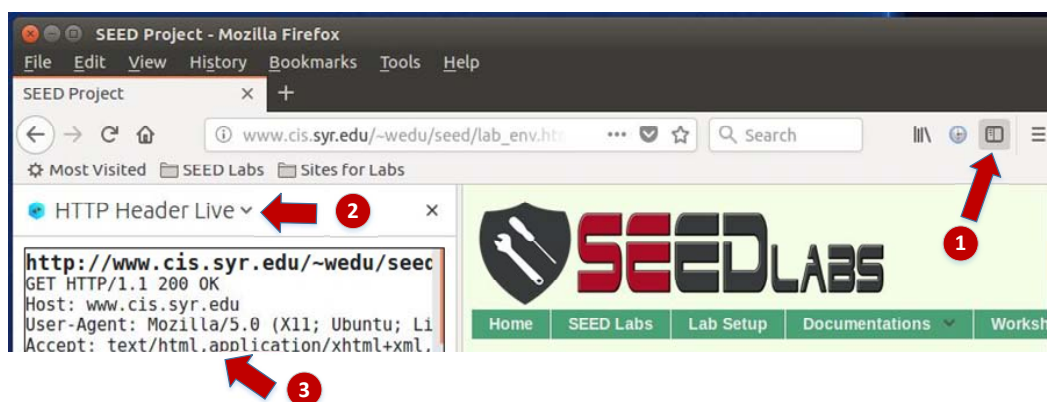 SEED Project - Mozilla Firefox
File Edit View History Bookmarks Tools Help
SEED Project
www.cis.syr.edu/~wedu/seed/lab_env.ht
Search
Most Visited SEED Labs Sites for Labs
HTTP Header Live
2
1
http://www.cis.syr.edu/~wedu/seed
GET HTTP/1.1 200 OK
Host: www.cis.syr.edu
User-Agent: Mozilla/5.0 (X11; Ubuntu; Li
Accept: text/html,application/xhtml+xml,
SEEDLABS
Home SEED Labs Lab Setup Documentations Worksh
3